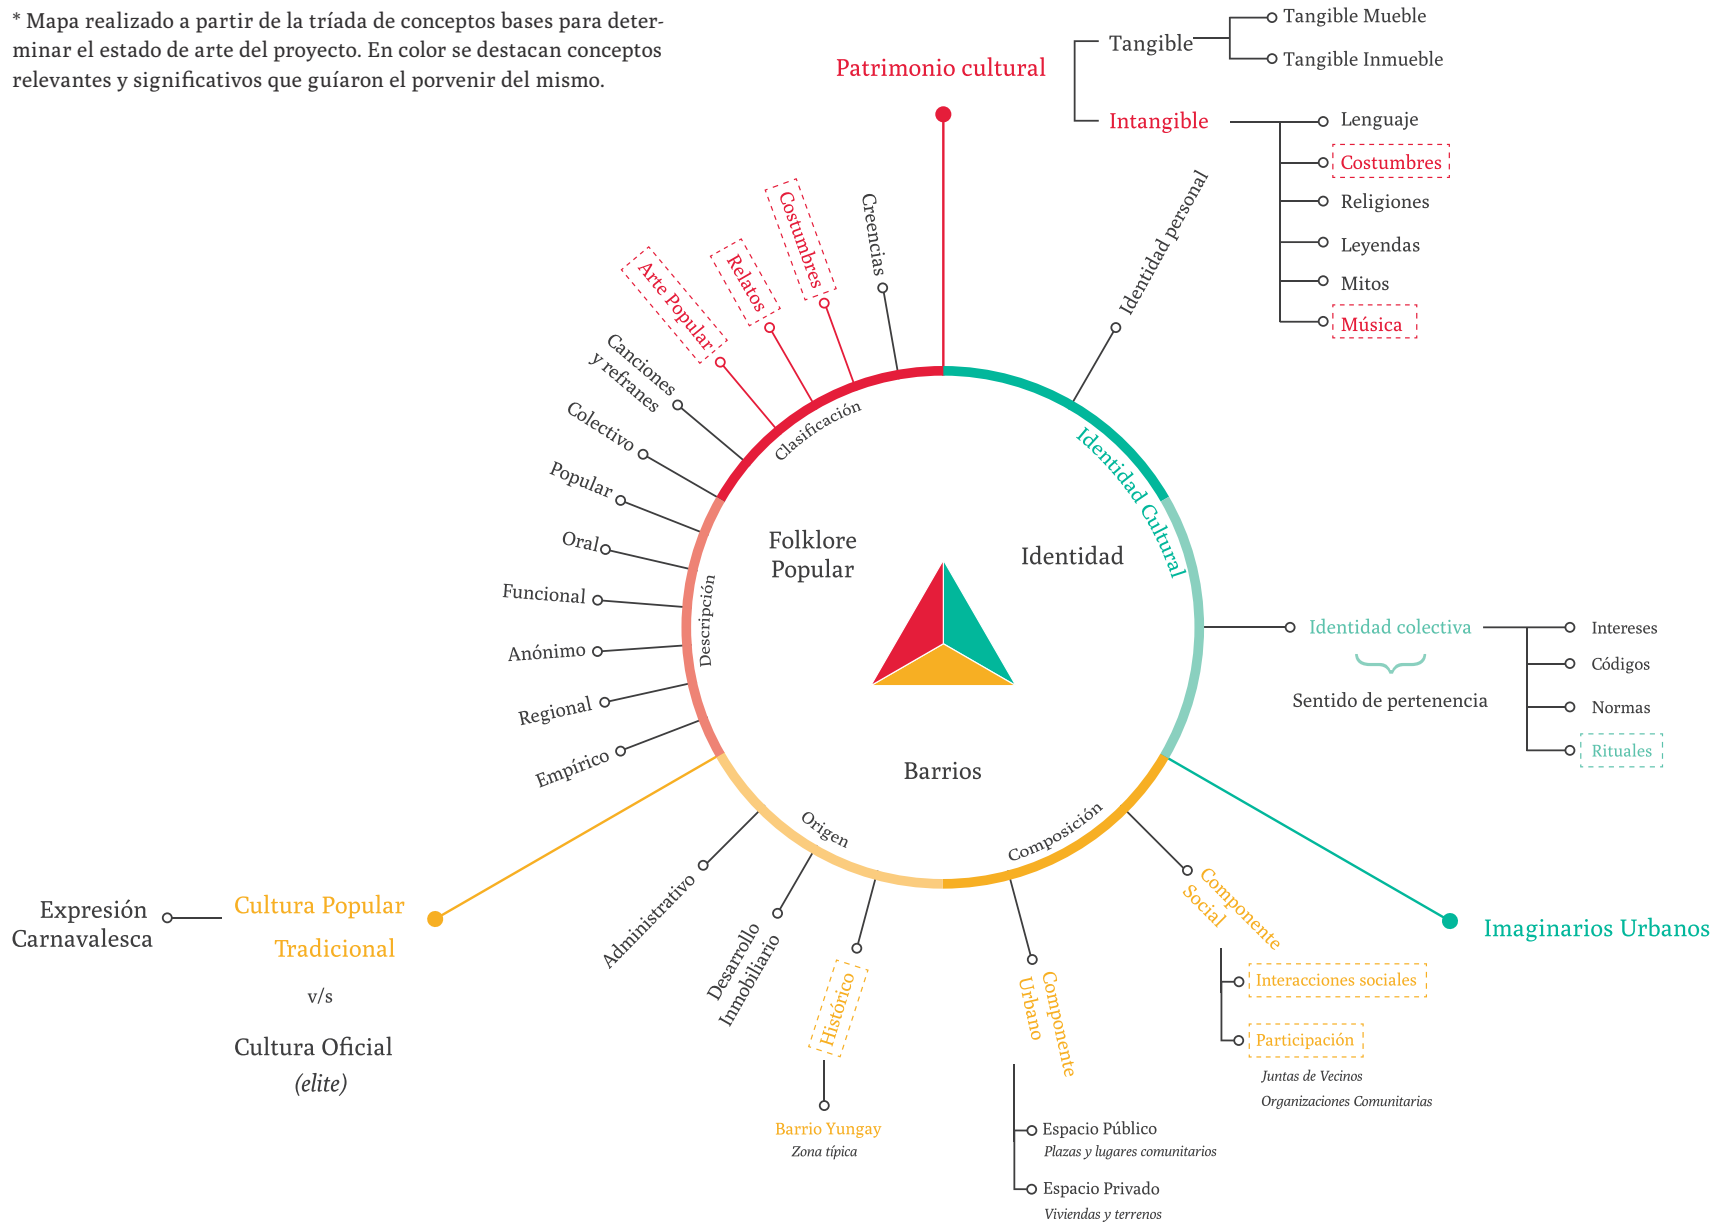 * Mapa realizado a partir de la tríada de conceptos bases para deter-
minar el estado de arte del proyecto. En color se destacan conceptos
relevantes y significativos que guíaron el porvenir del mismo.
Patrimonio cultural
Tangible
Tangible Mueble
Tangible Inmueble
Intangible
Lenguaje
Costumbres
Religiones
Leyendas
Mitos
Música
Identidad personal
Creencias
Costumbres
Relatos
Arte Popular
Canciones
y refranes
Colectivo
Popular
Oral
Funcional
Anónimo
Regional
Empírico
Clasificación
Descripción
Folklore
Popular
Identidad
Identidad Cultural
Barrios
Origen
Composición
Identidad colectiva
Sentido de pertenencia
Intereses
Códigos
Normas
Rituales
Imaginarios Urbanos
Componente
Social
Interacciones sociales
Participación
Juntas de Vecinos
Organizaciones Comunitarias
Componente
Urbano
Espacio Público
Plazas y lugares comunitarios
Espacio Privado
Viviendas y terrenos
Histórico
Barrio Yungay
Zona típica
Desarrollo
Inmobiliario
Administrativo
Expresión
Carnavalesca
Cultura Popular
Tradicional
v/s
Cultura Oficial
(elite)